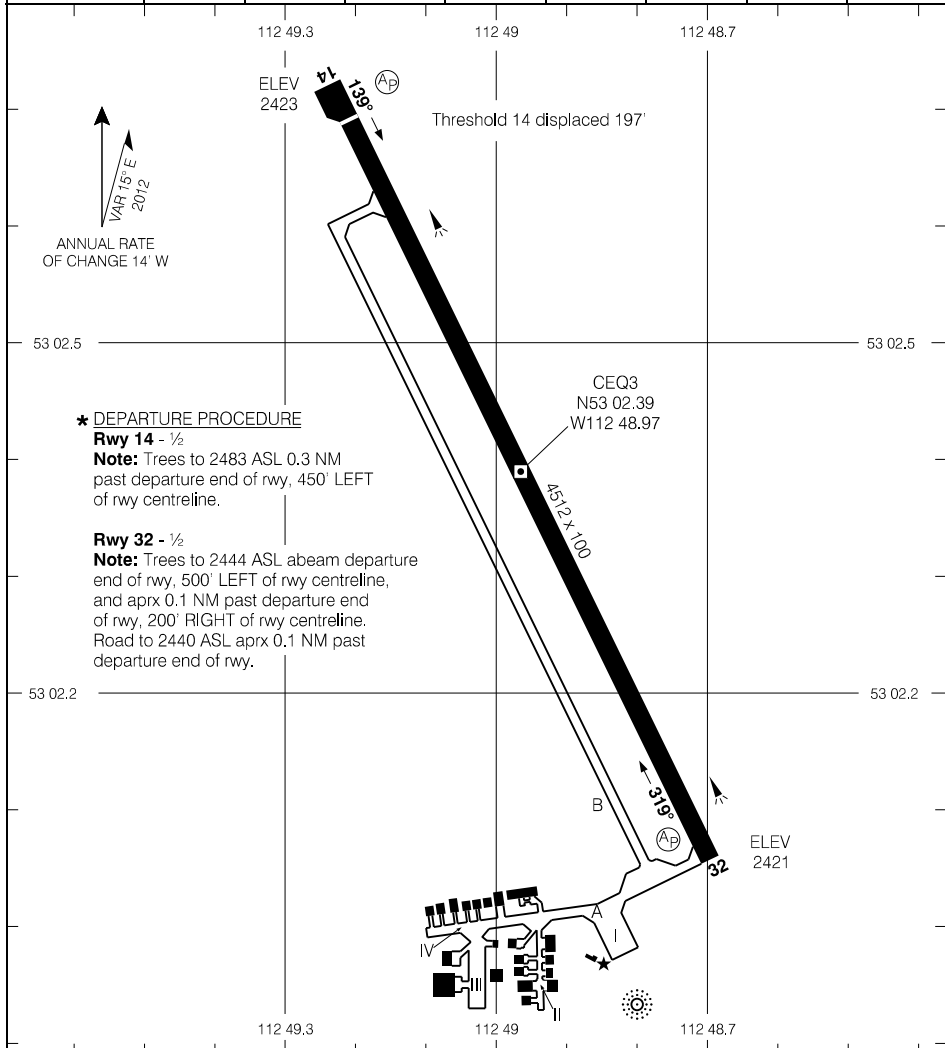 112 49.3
112 49
112 48.7
14
ELEV
2423
139°
AP
Threshold 14 displaced 197'
VAR 15° E
2012
ANNUAL RATE
OF CHANGE 14' W
53 02.5
53 02.5
CEQ3
N53 02.39
W112 48.97
4512 x 100
* DEPARTURE PROCEDURE
Rwy 14 - ½
Note: Trees to 2483 ASL 0.3 NM
past departure end of rwy, 450' LEFT
of rwy centreline.
Rwy 32 - ½
Note: Trees to 2444 ASL abeam departure
end of rwy, 500' LEFT of rwy centreline,
and aprx 0.1 NM past departure end
of rwy, 200' RIGHT of rwy centreline.
Road to 2440 ASL aprx 0.1 NM past
departure end of rwy.
53 02.2
53 02.2
B
319°
AP
ELEV
2421
32
A
I
IV
III
II
112 49.3
112 49
112 48.7